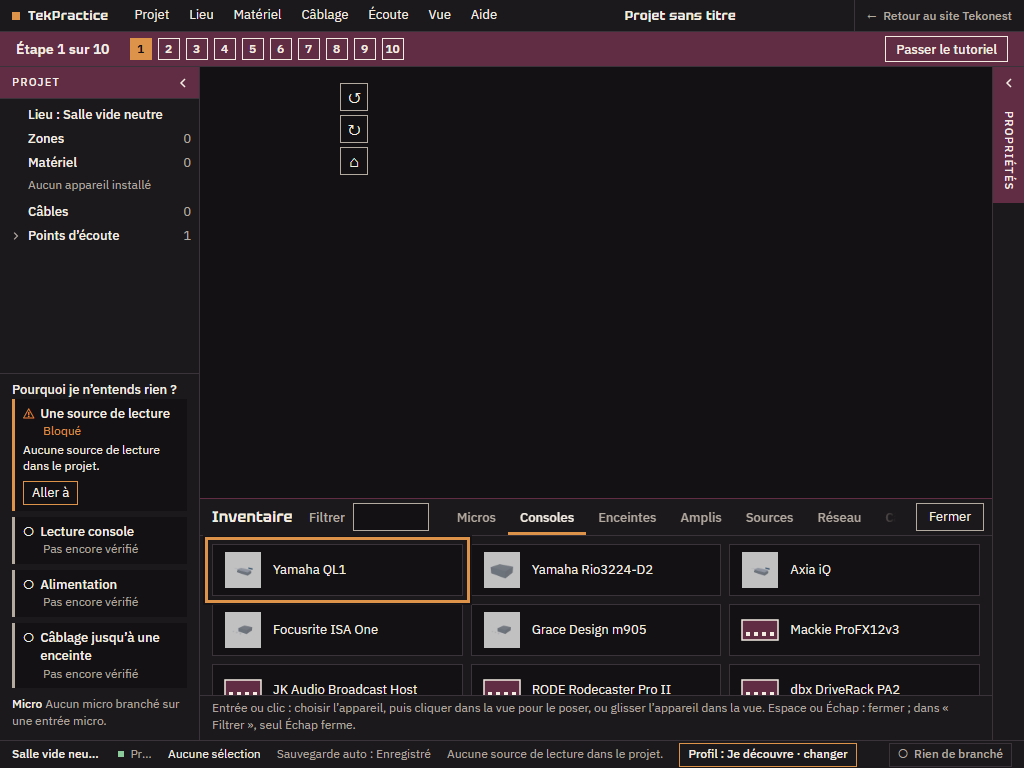 TekPractice
Projet Lieu Matériel Câblage Écoute Vue Aide
Projet sans titre
← Retour au site Tekonest
Étape 1 sur 10
1 2 3 4 5 6 7 8 9 10
Passer le tutoriel
PROJET
Lieu : Salle vide neutre
Zones 0
Matériel 0
Aucun appareil installé
Câbles 0
Points d’écoute 1
PROPRIÉTÉS
Pourquoi je n’entends rien ?
Une source de lecture
Bloqué
Aucune source de lecture
dans le projet.
Aller à
Lecture console
Pas encore vérifié
Alimentation
Pas encore vérifié
Câblage jusqu’à une
enceinte
Pas encore vérifié
Micro Aucun micro branché sur
une entrée micro.
Inventaire Filtrer
Micros Consoles Enceintes Amplis Sources Réseau C
Fermer
Yamaha QL1
Yamaha Rio3224-D2
Axia iQ
Focusrite ISA One
Grace Design m905
Mackie ProFX12v3
JK Audio Broadcast Host
RODE Rodecaster Pro II
dbx DriveRack PA2
Entrée ou clic : choisir l’appareil, puis cliquer dans la vue pour le poser, ou glisser l’appareil dans la vue. Espace ou Échap : fermer ; dans «
Filtrer », seul Échap ferme.
Salle vide neu... Pr... Aucune sélection Sauvegarde auto : Enregistré Aucune source de lecture dans le projet. Profil : Je découvre · changer Rien de branché